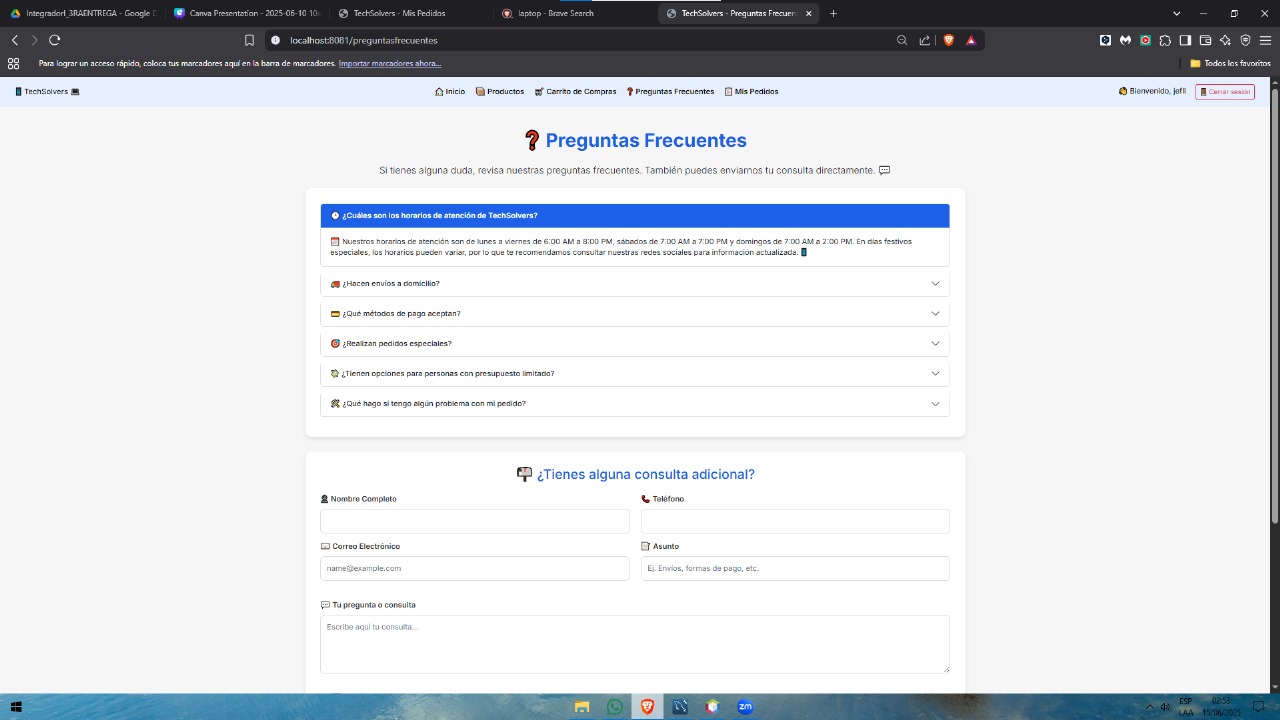 IntegradorI_3RAENTREGA - Google D
Canva Presentation - 2025-06-10 10:
TechSolvers - Mis Pedidos
laptop - Brave Search
TechSolvers - Preguntas Frecuent
localhost:8081/preguntasfrecuentes
Para lograr un acceso rápido, coloca tus marcadores aquí en la barra de marcadores. Importar marcadores ahora...
Todos los favoritos
TechSolvers
Inicio
Productos
Carrito de Compras
Preguntas Frecuentes
Mis Pedidos
Bienvenido, jefli
Cerrar sesión
Preguntas Frecuentes
Si tienes alguna duda, revisa nuestras preguntas frecuentes. También puedes enviarnos tu consulta directamente.
¿Cuáles son los horarios de atención de TechSolvers?
Nuestros horarios de atención son de lunes a viernes de 6:00 AM a 8:00 PM, sábados de 7:00 AM a 7:00 PM y domingos de 7:00 AM a 2:00 PM. En días festivos
especiales, los horarios pueden variar, por lo que te recomendamos consultar nuestras redes sociales para información actualizada.
¿Hacen envíos a domicilio?
¿Qué métodos de pago aceptan?
¿Realizan pedidos especiales?
¿Tienen opciones para personas con presupuesto limitado?
¿Qué hago si tengo algún problema con mi pedido?
¿Tienes alguna consulta adicional?
Nombre Completo
Teléfono
Correo Electrónico
Asunto
name@example.com
Ej. Envíos, formas de pago, etc.
Tu pregunta o consulta
Escribe aquí tu consulta...
zm
ESP
LAA
02:53
15/06/2025